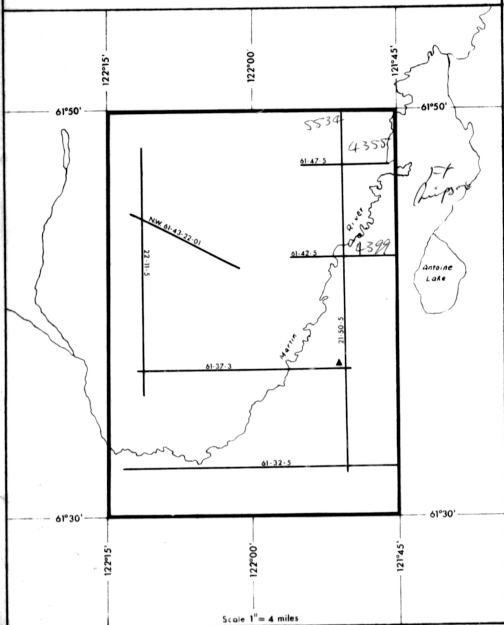 122°15'
122°00'
121°45'
61°50'
61°50'
5534
4355
61-47-5
Ft
River
NW 61-43-22-01
4399
61-42-5
22-11-5
Antoine
Lake
21-50-5
Martin
61-37-3
61-32-5
61°30'
61°30'
122°15'
122°00'
121°45'
Scale 1" = 4 miles